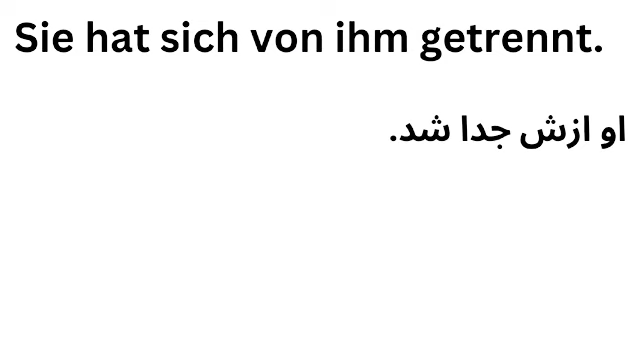 Sie hat sich von ihm getrennt.
او ازش جدا شد.